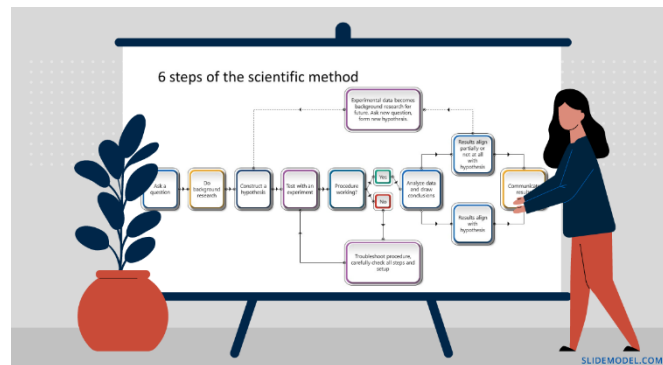 6 steps of the scientific method
Experimental data becomes
background research for
future. Ask new question,
form new hypothesis.
Ask a
question
Do
background
research
Construct a
hypothesis
Test with an
experiment
Procedure
working?
Yes
No
Analyze data
and draw
conclusions
Results align
partially or
not at all with
hypothesis
Results align
with
hypothesis
Communicate
Troubleshoot procedure,
carefully check all steps and
setup
SLIDEMODEL.COM